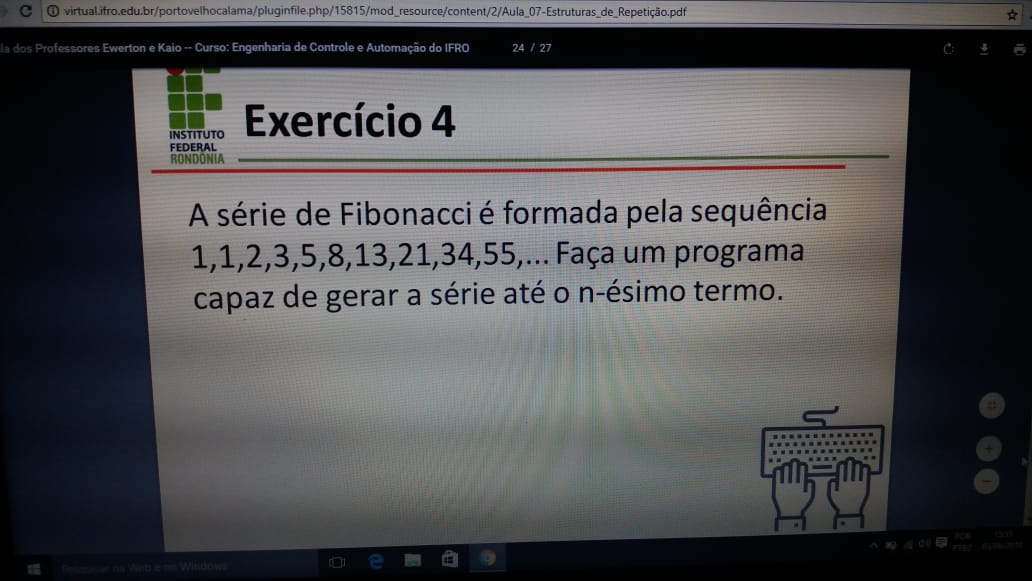 virtual.ifro.edu.br/portovelhocalama/pluginfile.php/15815/mod_resource/content/2/Aula_07-Estruturas_de_Repetição.pdf
la dos Professores Ewerton e Kaio -- Curso: Engenharia de Controle e Automação do IFRO 24 / 27
INSTITUTO
FEDERAL
RONDÔNIA
Exercício 4
A série de Fibonacci é formada pela sequência
1,1,2,3,5,8,13,21,34,55,... Faça um programa
capaz de gerar a série até o n-ésimo termo.
Pesquisar na Web e no Windows
POR
PTB2